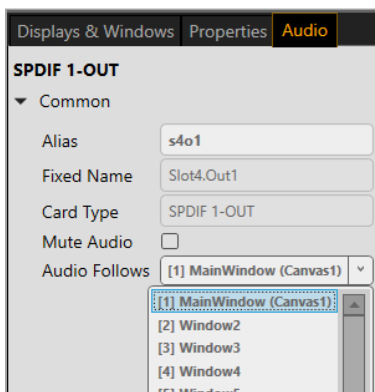 Displays & Windows Properties Audio
SPDIF 1-OUT
Common
Alias s4o1
Fixed Name Slot4.Out1
Card Type SPDIF 1-OUT
Mute Audio
Audio Follows [1] MainWindow (Canvas1)
[1] MainWindow (Canvas1)
[2] Window2
[3] Window3
[4] Window4